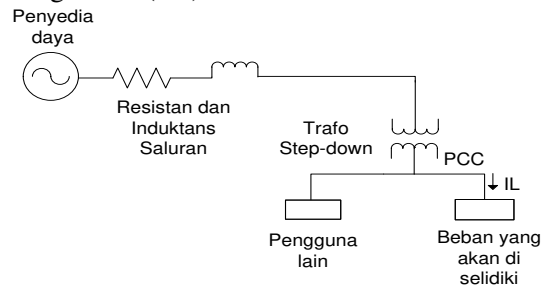 Penyedia
daya
Resistan dan
Induktans
Saluran
Trafo
Step-down
PCC
IL
Pengguna
lain
Beban yang
akan di
selidiki